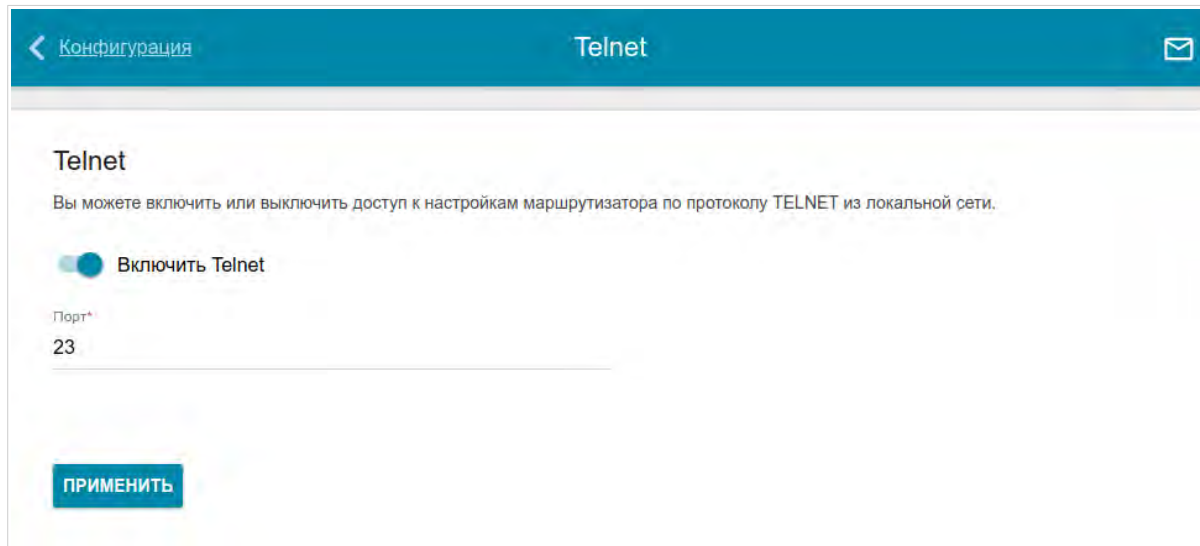 Конфигурация
Telnet
Telnet
Вы можете включить или выключить доступ к настройкам маршрутизатора по протоколу TELNET из локальной сети.
Включить Telnet
Порт*
23
ПРИМЕНИТЬ